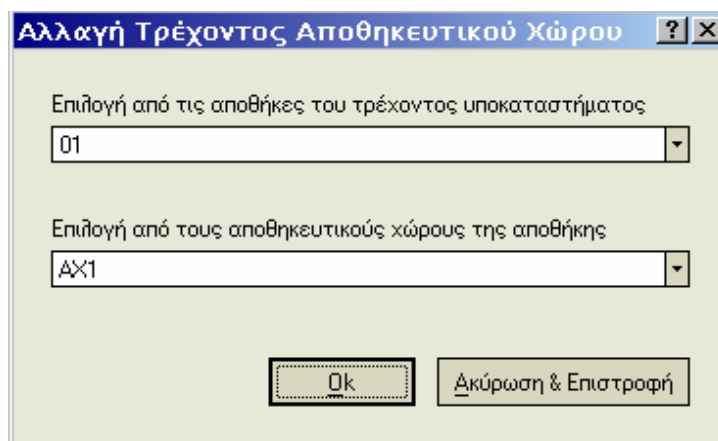 Αλλαγή Τρέχοντος Αποθηκευτικού Χώρου
Επιλογή από τις αποθήκες του τρέχοντος υποκαταστήματος
01
Επιλογή από τους αποθηκευτικούς χώρους της αποθήκης
ΑΧ1
Ok
Ακύρωση & Επιστροφή